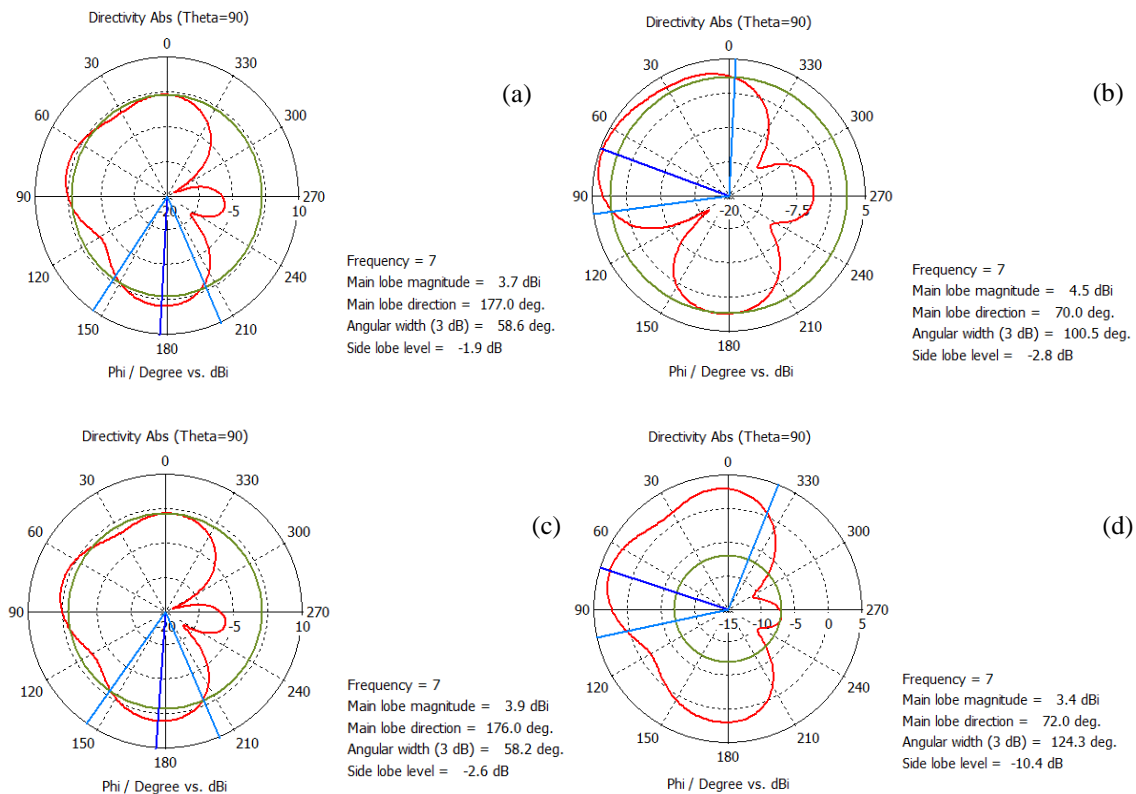 Directivity Abs (Theta=90)
0
30 330
(a)
60 300
90 -20 -5 10 270
120 240
150 210
180
Phi / Degree vs. dBi
Frequency = 7
Main lobe magnitude = 3.7 dBi
Main lobe direction = 177.0 deg.
Angular width (3 dB) = 58.6 deg.
Side lobe level = -1.9 dB
Directivity Abs (Theta=90)
0
30 330
(b)
60 300
90 -20 -7.5 5 270
120 240
150 210
180
Phi / Degree vs. dBi
Frequency = 7
Main lobe magnitude = 4.5 dBi
Main lobe direction = 70.0 deg.
Angular width (3 dB) = 100.5 deg.
Side lobe level = -2.8 dB
Directivity Abs (Theta=90)
0
30 330
(c)
60 300
90 -20 -5 10 270
120 240
150 210
180
Phi / Degree vs. dBi
Frequency = 7
Main lobe magnitude = 3.9 dBi
Main lobe direction = 176.0 deg.
Angular width (3 dB) = 58.2 deg.
Side lobe level = -2.6 dB
Directivity Abs (Theta=90)
0
30 330
(d)
60 300
90 -15 -10 -5 0 5 270
120 240
150 210
180
Phi / Degree vs. dBi
Frequency = 7
Main lobe magnitude = 3.4 dBi
Main lobe direction = 72.0 deg.
Angular width (3 dB) = 124.3 deg.
Side lobe level = -10.4 dB